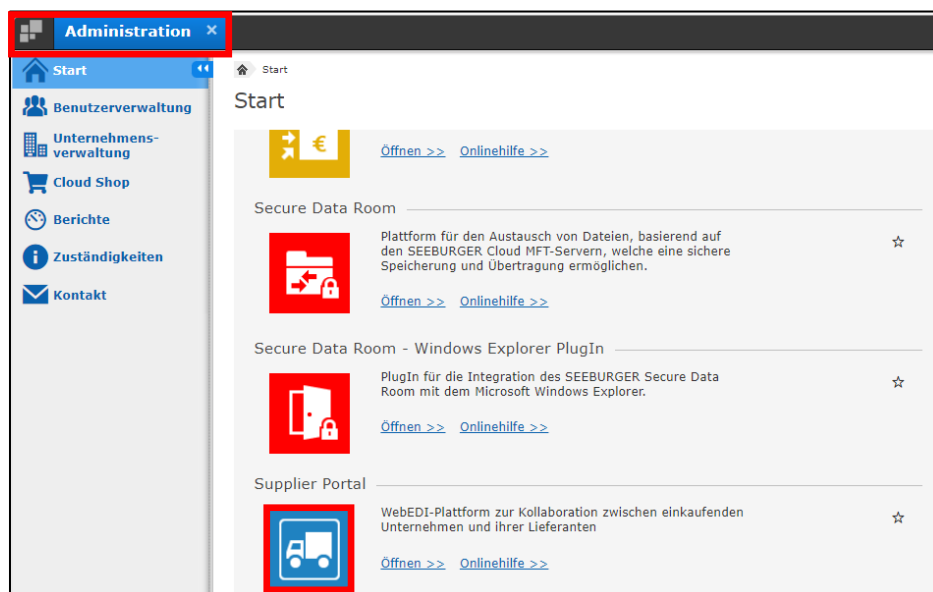 Administration ×
Start
Benutzerverwaltung
Unternehmens-
verwaltung
Cloud Shop
Berichte
Zuständigkeiten
Kontakt
Start
Start
€
Öffnen >> Onlinehilfe >>
Secure Data Room
Plattform für den Austausch von Dateien, basierend auf
den SEEBURGER Cloud MFT-Servern, welche eine sichere
Speicherung und Übertragung ermöglichen.
Öffnen >> Onlinehilfe >>
Secure Data Room - Windows Explorer PlugIn
PlugIn für die Integration des SEEBURGER Secure Data
Room mit dem Microsoft Windows Explorer.
Öffnen >> Onlinehilfe >>
Supplier Portal
WebEDI-Plattform zur Kollaboration zwischen einkaufenden
Unternehmen und ihrer Lieferanten
Öffnen >> Onlinehilfe >>